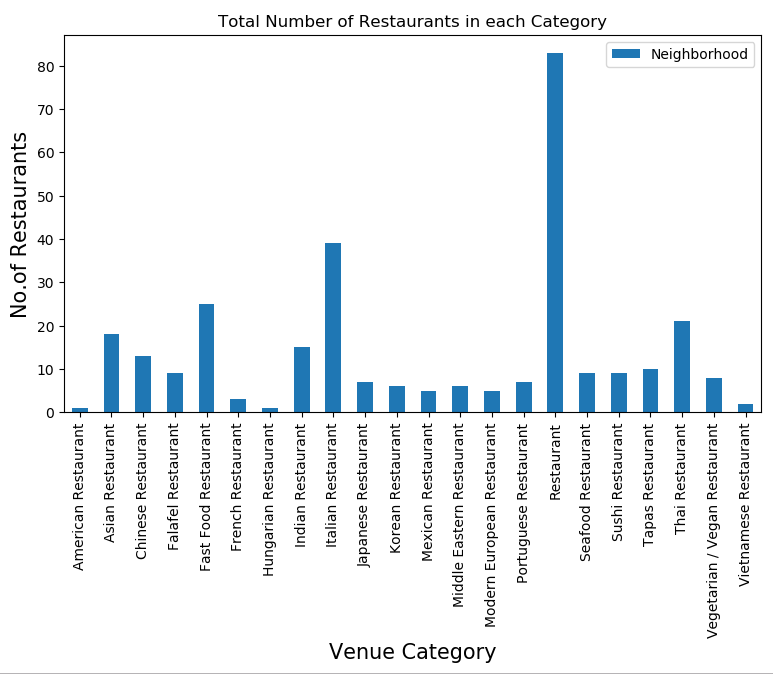 Total Number of Restaurants in each Category
Neighborhood
No.of Restaurants
80
70
60
50
40
30
20
10
0
American Restaurant
Asian Restaurant
Chinese Restaurant
Falafel Restaurant
Fast Food Restaurant
French Restaurant
Hungarian Restaurant
Indian Restaurant
Italian Restaurant
Japanese Restaurant
Korean Restaurant
Mexican Restaurant
Middle Eastern Restaurant
Modern European Restaurant
Portuguese Restaurant
Restaurant
Seafood Restaurant
Sushi Restaurant
Tapas Restaurant
Thai Restaurant
Vegetarian / Vegan Restaurant
Vietnamese Restaurant
Venue Category